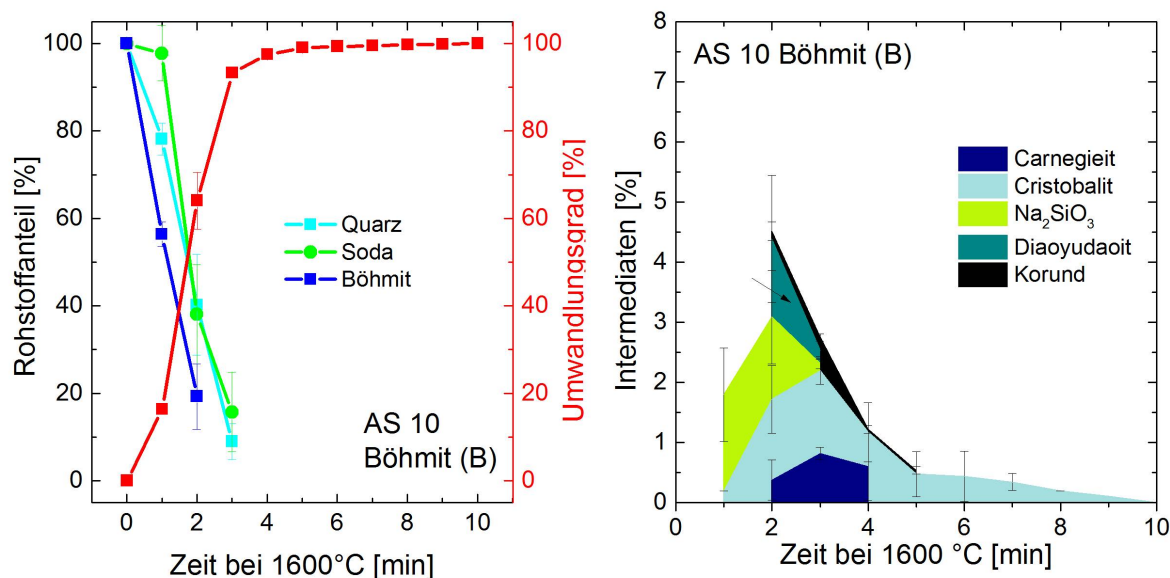 100
80
60
40
20
0
Rohstoffanteil [%]
Quarz
Soda
Böhmit
AS 10
Böhmit (B)
100
80
60
40
20
0
Umwandlungsgrad [%]
0 2 4 6 8 10
Zeit bei 1600°C [min]
8
7
6
5
4
3
2
1
0
Intermediaten [%]
AS 10 Böhmit (B)
Carnegieit
Cristobalit
Na₂SiO₃
Diaoyudaoit
Korund
0 2 4 6 8 10
Zeit bei 1600 °C [min]